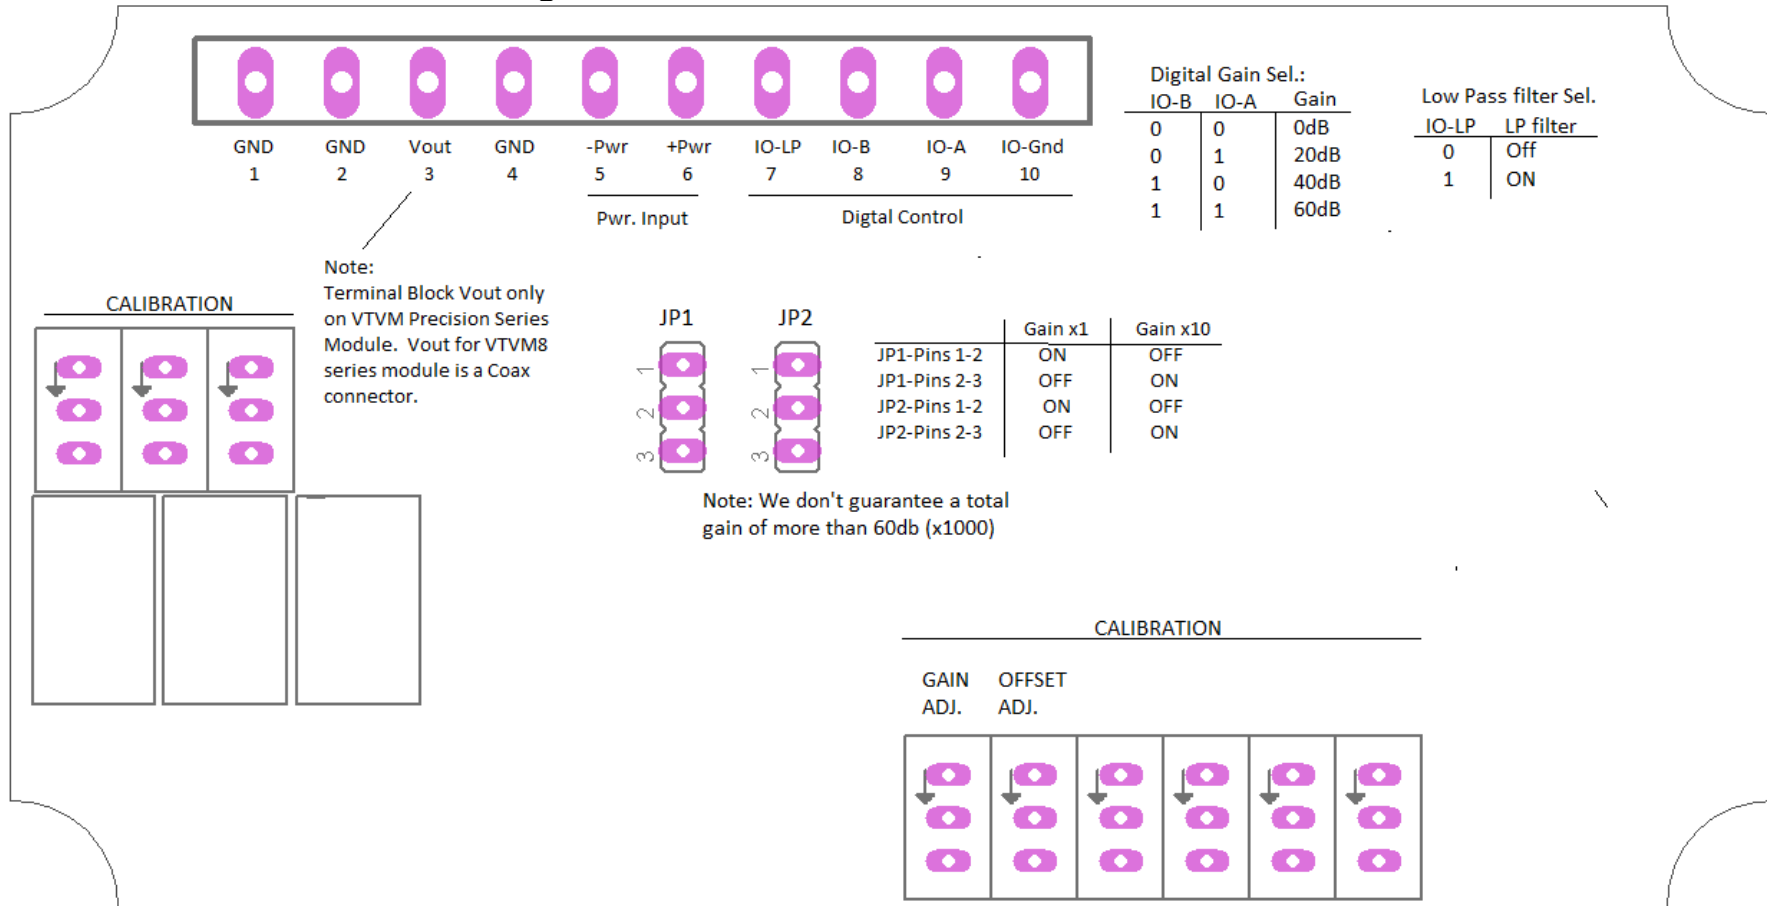 GND GND Vout GND -Pwr +Pwr IO-LP IO-B IO-A IO-Gnd
1 2 3 4 5 6 7 8 9 10
Pwr. Input
Digtal Control
Digital Gain Sel.:
IO-B IO-A Gain
0 0 0dB
0 1 20dB
1 0 40dB
1 1 60dB
Low Pass filter Sel.
IO-LP LP filter
0 Off
1 ON
Note:
Terminal Block Vout only
on VTVM Precision Series
Module. Vout for VTVM8
series module is a Coax
connector.
CALIBRATION
JP1 JP2
1 1
2 2
3 3
Gain x1 Gain x10
JP1-Pins 1-2 ON OFF
JP1-Pins 2-3 OFF ON
JP2-Pins 1-2 ON OFF
JP2-Pins 2-3 OFF ON
Note: We don't guarantee a total
gain of more than 60db (x1000)
CALIBRATION
GAIN OFFSET
ADJ. ADJ.